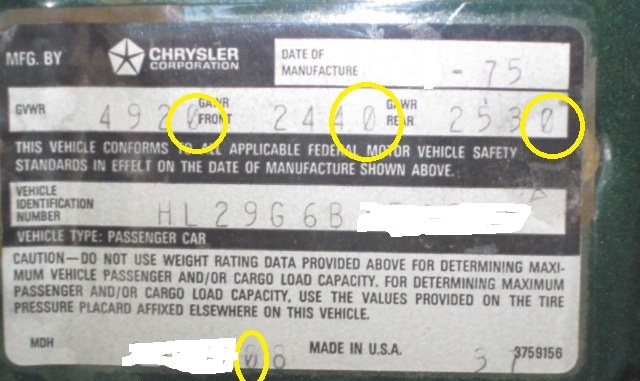 MFG. BY CHRYSLER CORPORATION DATE OF MANUFACTURE - 75
GVWR 4920 GAWR FRONT 2440 GAWR REAR 2530
THIS VEHICLE CONFORMS TO ALL APPLICABLE FEDERAL MOTOR VEHICLE SAFETY
STANDARDS IN EFFECT ON THE DATE OF MANUFACTURE SHOWN ABOVE.
VEHICLE IDENTIFICATION NUMBER HL29G6B
VEHICLE TYPE: PASSENGER CAR
CAUTION—DO NOT USE WEIGHT RATING DATA PROVIDED ABOVE FOR DETERMINING MAXI-
MUM VEHICLE PASSENGER AND/OR CARGO LOAD CAPACITY. FOR DETERMINING MAXIMUM
PASSENGER AND/OR CARGO LOAD CAPACITY, USE THE VALUES PROVIDED ON THE TIRE
PRESSURE PLACARD AFFIXED ELSEWHERE ON THIS VEHICLE.
MDH 08 MADE IN U.S.A. 37 3759156